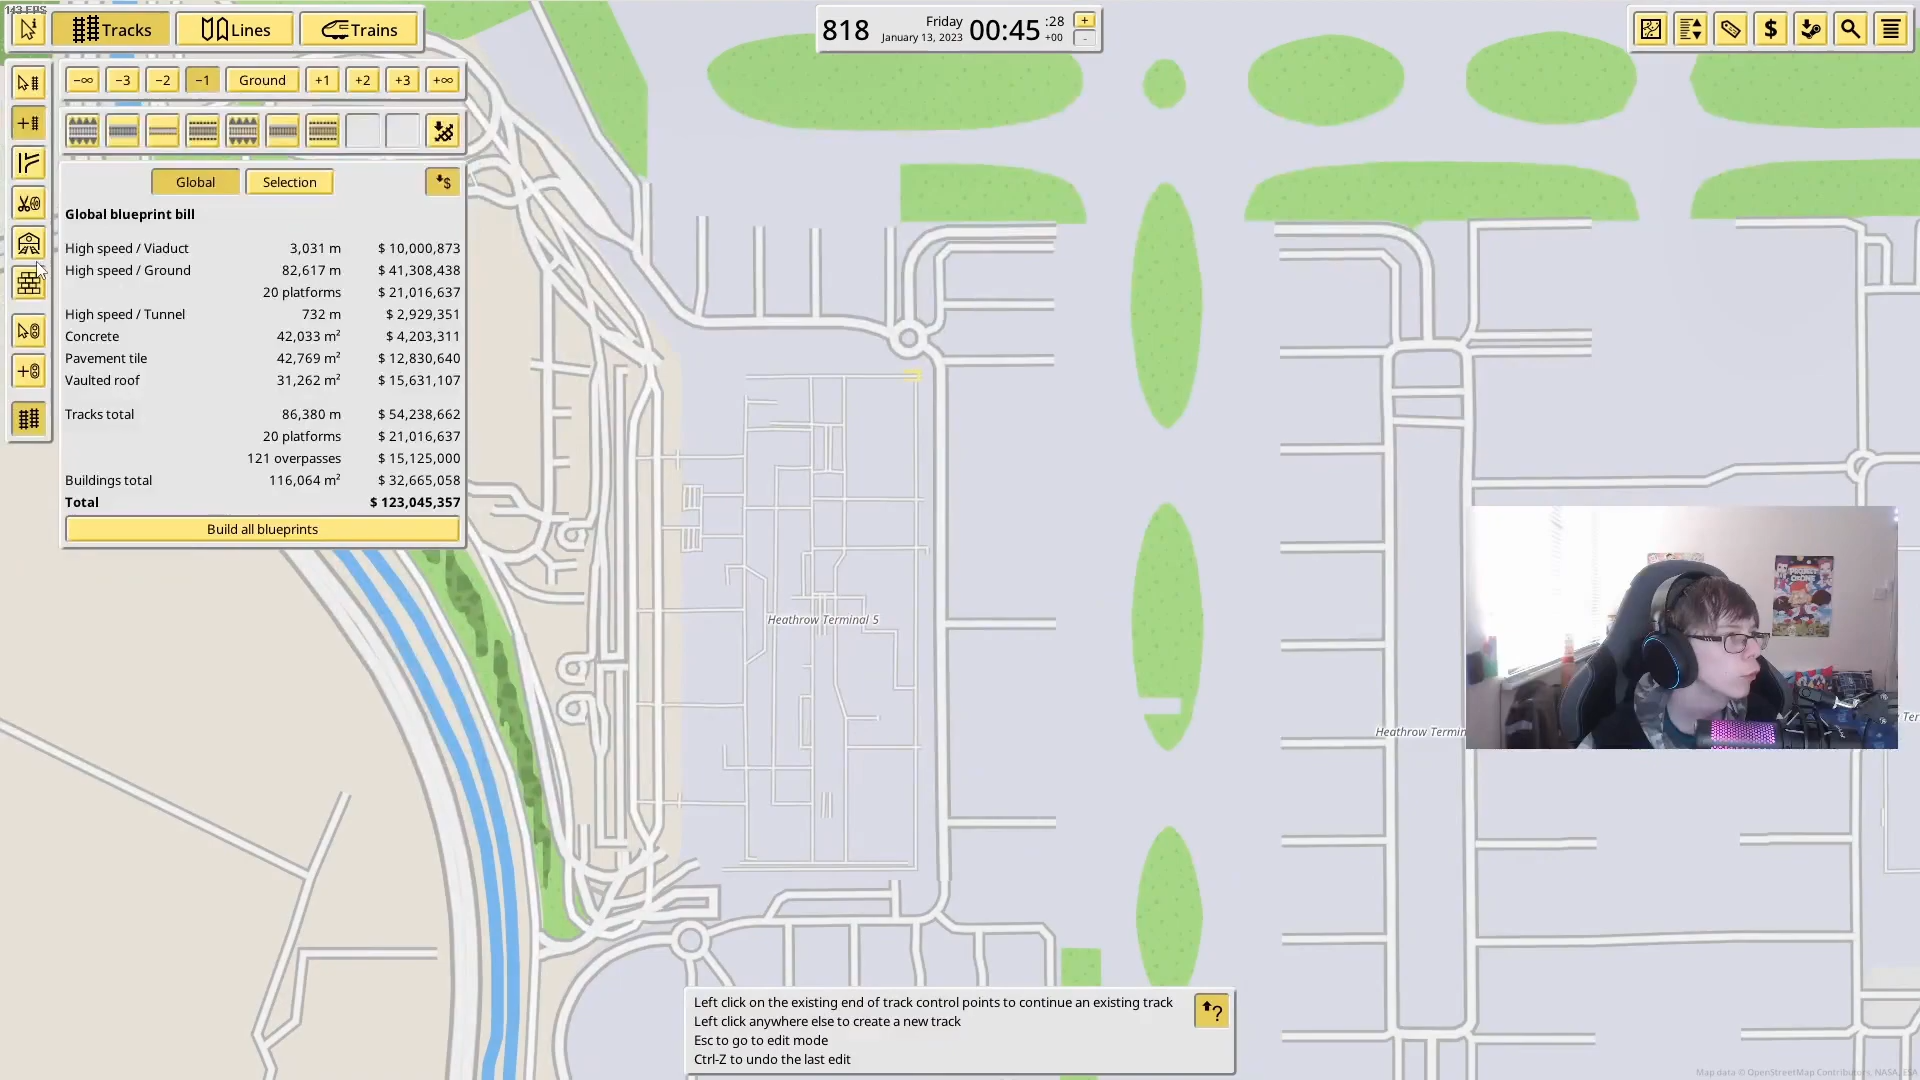 143 FPS
Tracks
Lines
Trains
818
Friday
January 13, 2023
00:45
:28
+00
+
-
$
−∞
−3
−2
−1
Ground
+1
+2
+3
+∞
Global
Selection
$
Global blueprint bill
High speed / Viaduct 3,031 m $ 10,000,873
High speed / Ground 82,617 m $ 41,308,438
20 platforms $ 21,016,637
High speed / Tunnel 732 m $ 2,929,351
Concrete 42,033 m² $ 4,203,311
Pavement tile 42,769 m² $ 12,830,640
Vaulted roof 31,262 m² $ 15,631,107
Tracks total 86,380 m $ 54,238,662
20 platforms $ 21,016,637
121 overpasses $ 15,125,000
Buildings total 116,064 m² $ 32,665,058
Total $ 123,045,357
Build all blueprints
Heathrow Terminal 5
Heathrow Termin
Ter
Left click on the existing end of track control points to continue an existing track
Left click anywhere else to create a new track
Esc to go to edit mode
Ctrl-Z to undo the last edit
?
Map data © OpenStreetMap Contributors, NASA, ESA